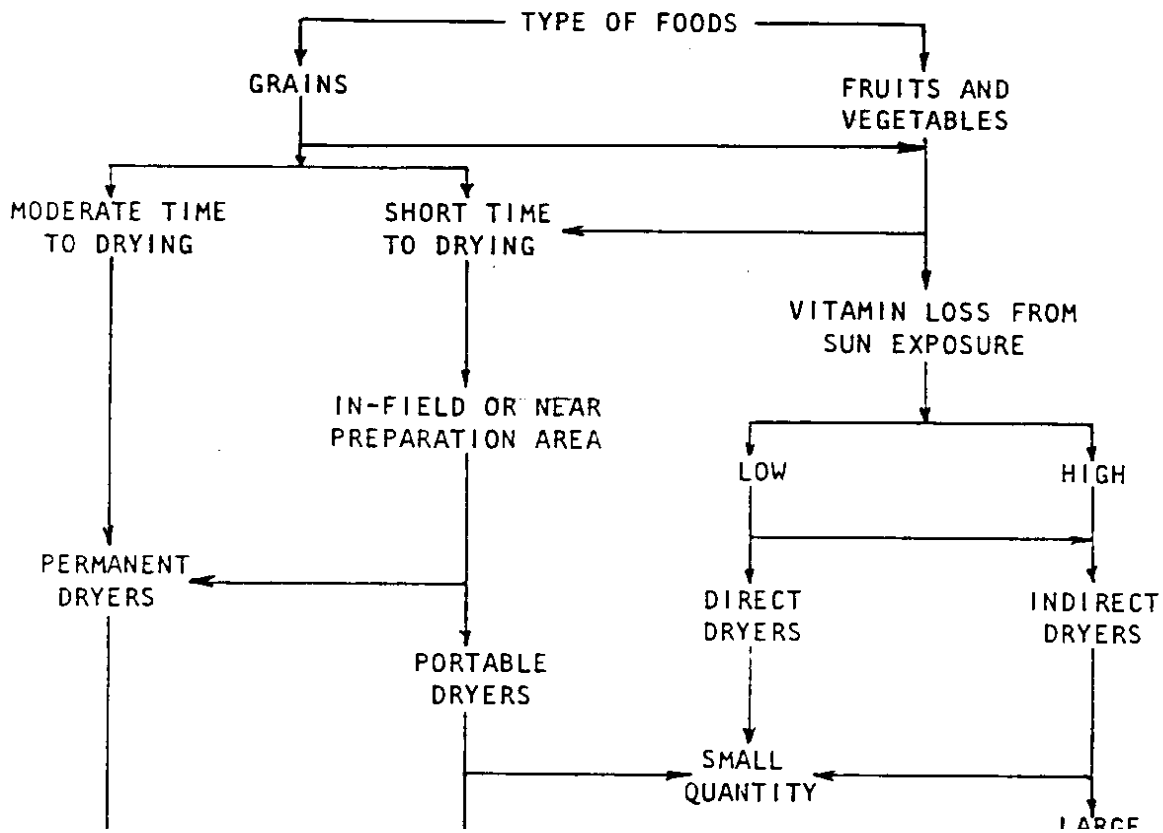 TYPE OF FOODS
GRAINS
FRUITS AND
VEGETABLES
MODERATE TIME
TO DRYING
SHORT TIME
TO DRYING
VITAMIN LOSS FROM
SUN EXPOSURE
IN-FIELD OR NEAR
PREPARATION AREA
LOW
HIGH
PERMANENT
DRYERS
DIRECT
DRYERS
INDIRECT
DRYERS
PORTABLE
DRYERS
SMALL
QUANTITY
LARGE